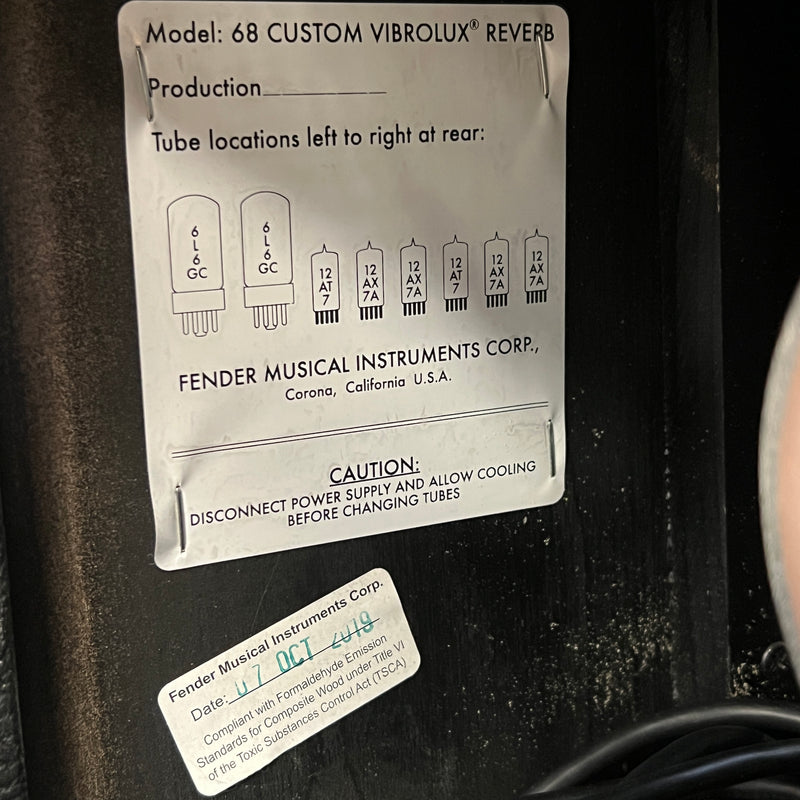 Model: 68 CUSTOM VIBROLUX® REVERB
Production
Tube locations left to right at rear:
6
L
6
GC
6
L
6
GC
12
AT
7
12
AX
7A
12
AX
7A
12
AT
7
12
AX
7A
12
AX
7A
FENDER MUSICAL INSTRUMENTS CORP.,
Corona, California U.S.A.
CAUTION:
DISCONNECT POWER SUPPLY AND ALLOW COOLING
BEFORE CHANGING TUBES
Fender Musical Instruments Corp.
Date: 07 OCT 2019
Compliant with Formaldehyde Emission
Standards for Composite Wood under Title VI
of the Toxic Substances Control Act (TSCA)